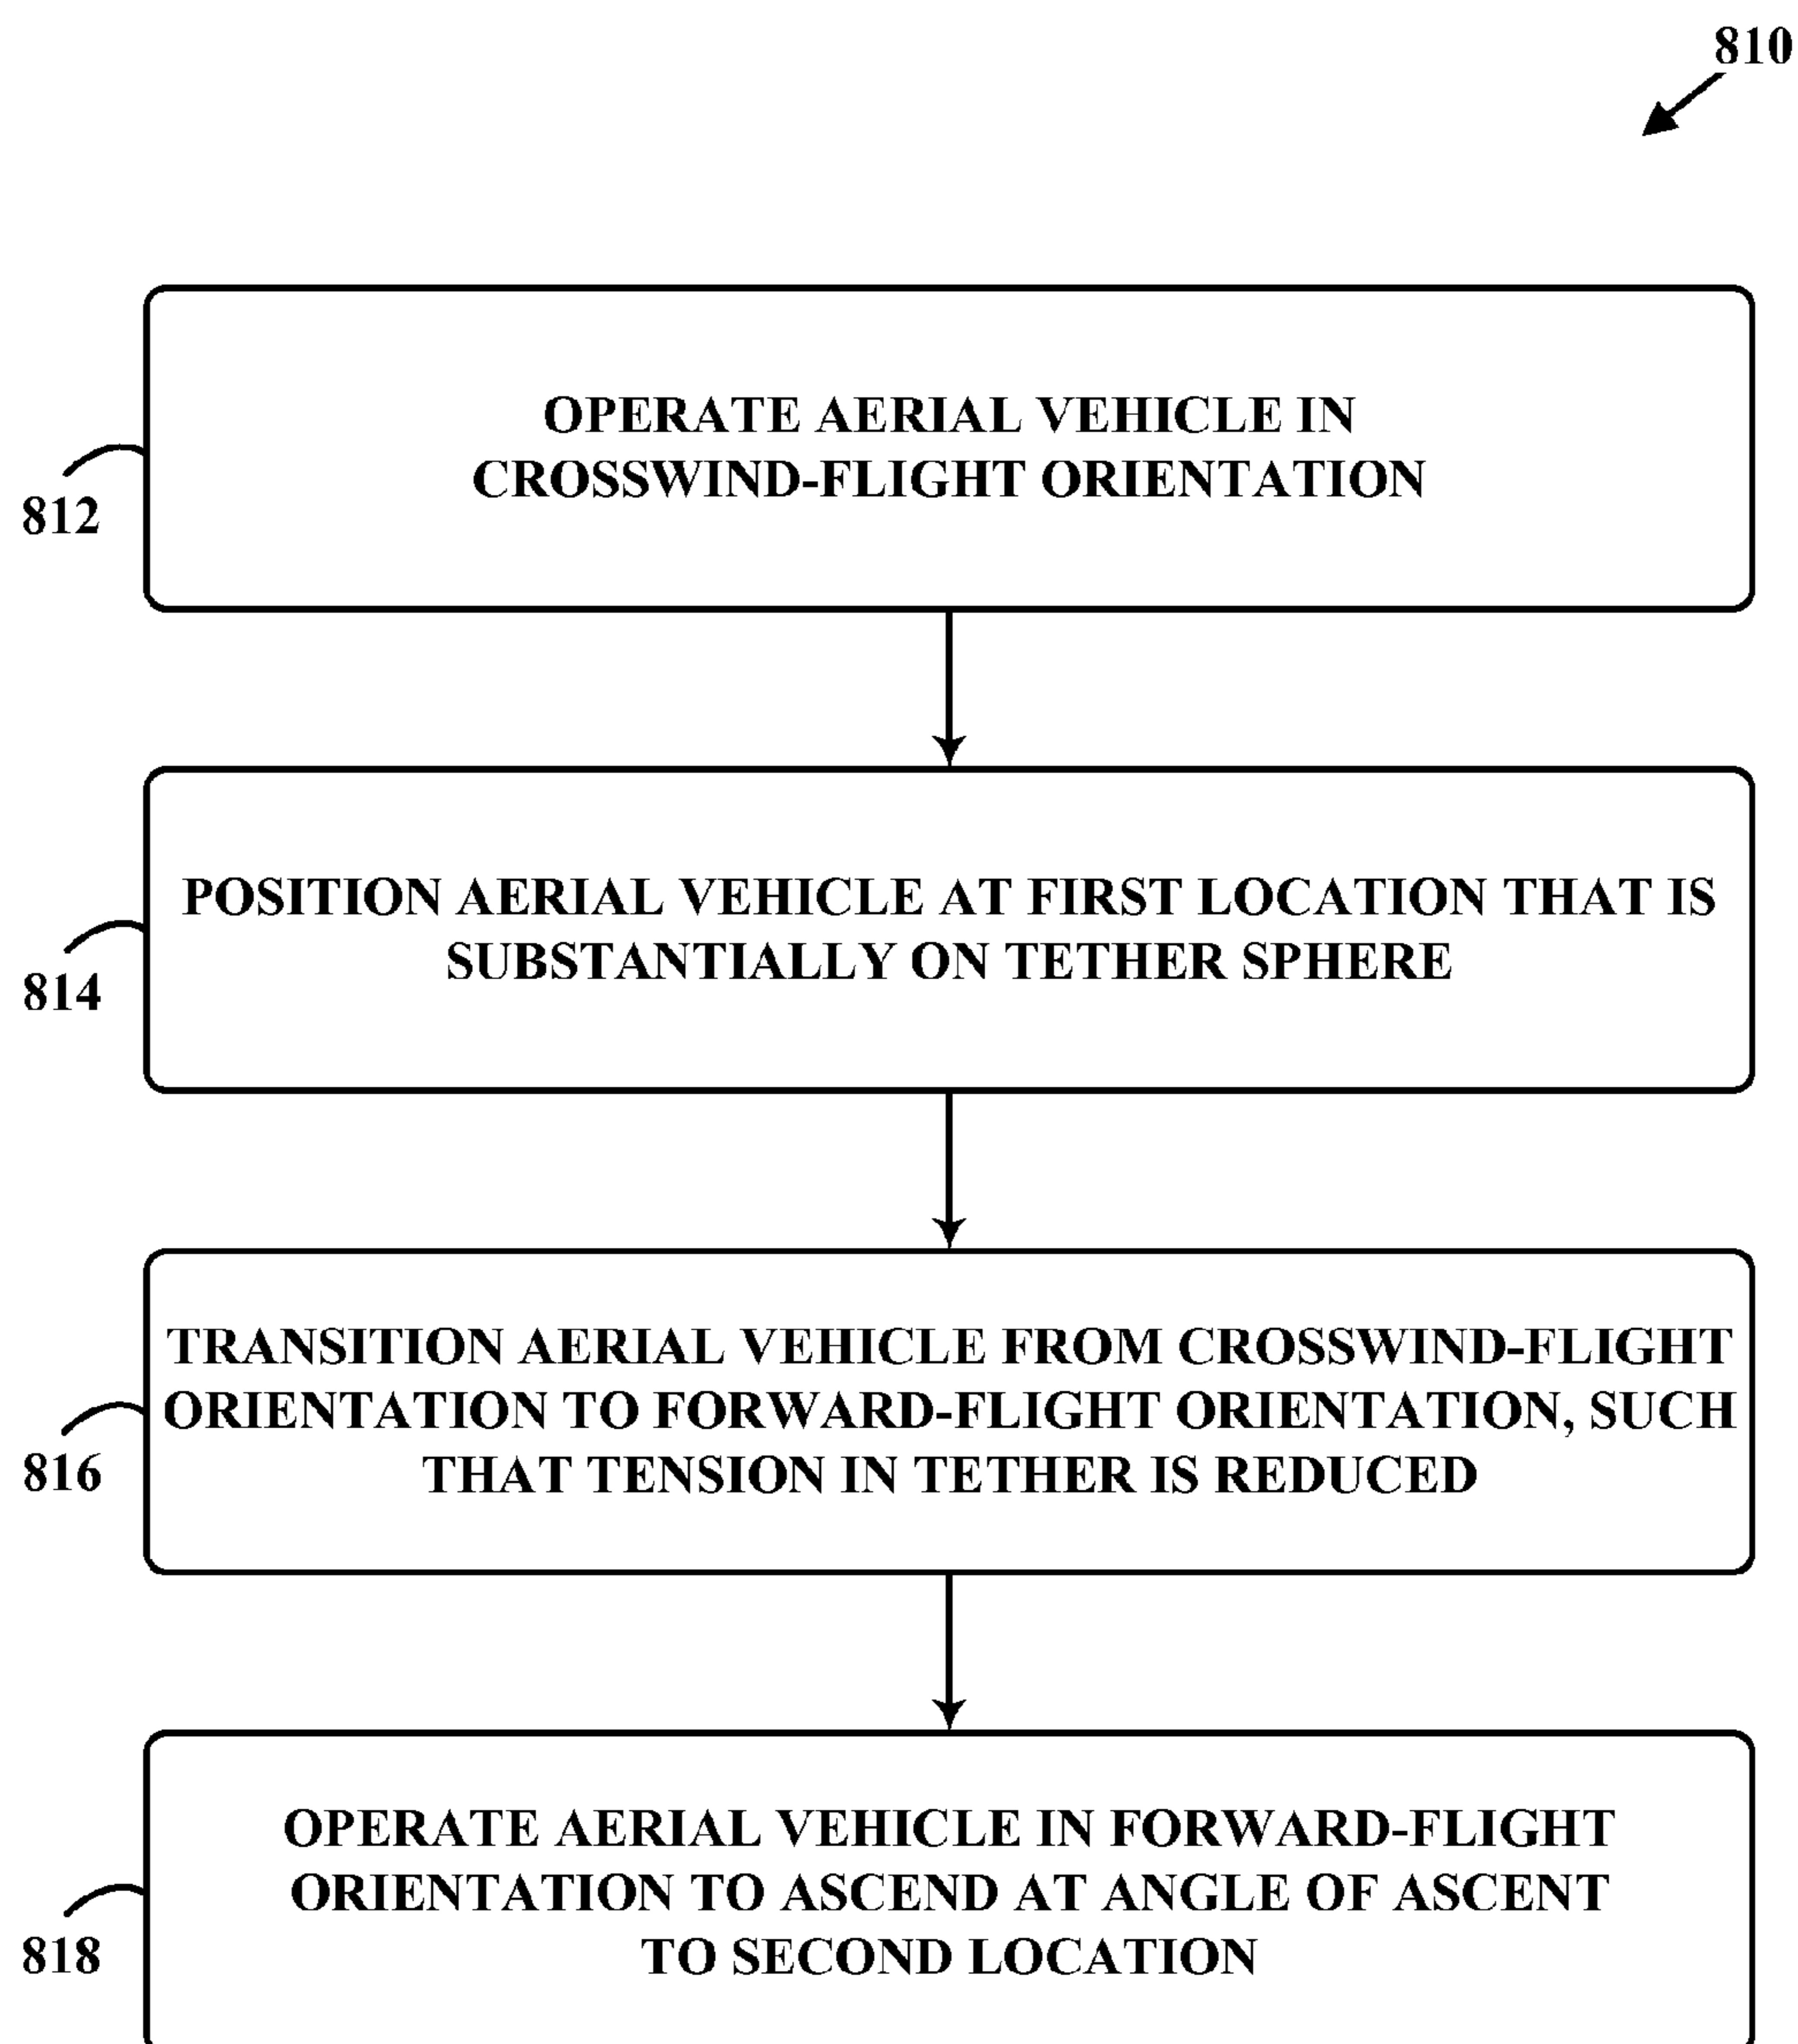 810
OPERATE AERIAL VEHICLE IN
CROSSWIND-FLIGHT ORIENTATION
812
POSITION AERIAL VEHICLE AT FIRST LOCATION THAT IS
SUBSTANTIALLY ON TETHER SPHERE
814
TRANSITION AERIAL VEHICLE FROM CROSSWIND-FLIGHT
ORIENTATION TO FORWARD-FLIGHT ORIENTATION, SUCH
THAT TENSION IN TETHER IS REDUCED
816
OPERATE AERIAL VEHICLE IN FORWARD-FLIGHT
ORIENTATION TO ASCEND AT ANGLE OF ASCENT
TO SECOND LOCATION
818